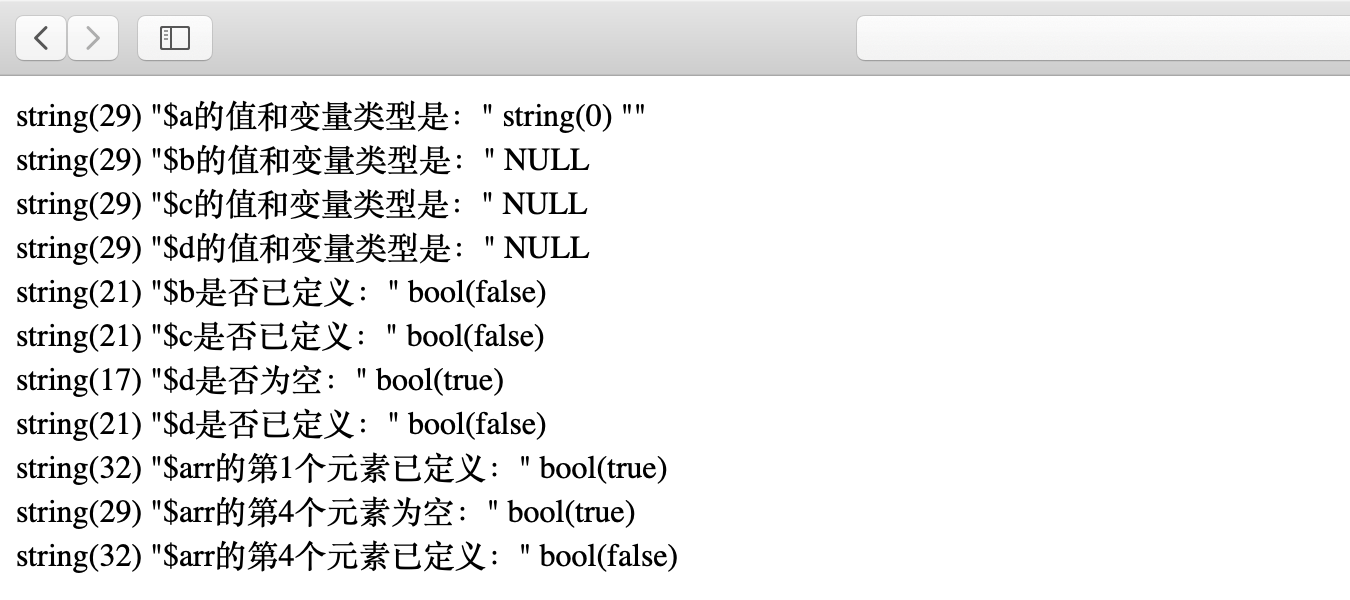 string(29) "$a的值和变量类型是：" string(0) ""
string(29) "$b的值和变量类型是：" NULL
string(29) "$c的值和变量类型是：" NULL
string(29) "$d的值和变量类型是：" NULL
string(21) "$b是否已定义：" bool(false)
string(21) "$c是否已定义：" bool(false)
string(17) "$d是否为空：" bool(true)
string(21) "$d是否已定义：" bool(false)
string(32) "$arr的第1个元素已定义：" bool(true)
string(29) "$arr的第4个元素为空：" bool(true)
string(32) "$arr的第4个元素已定义：" bool(false)